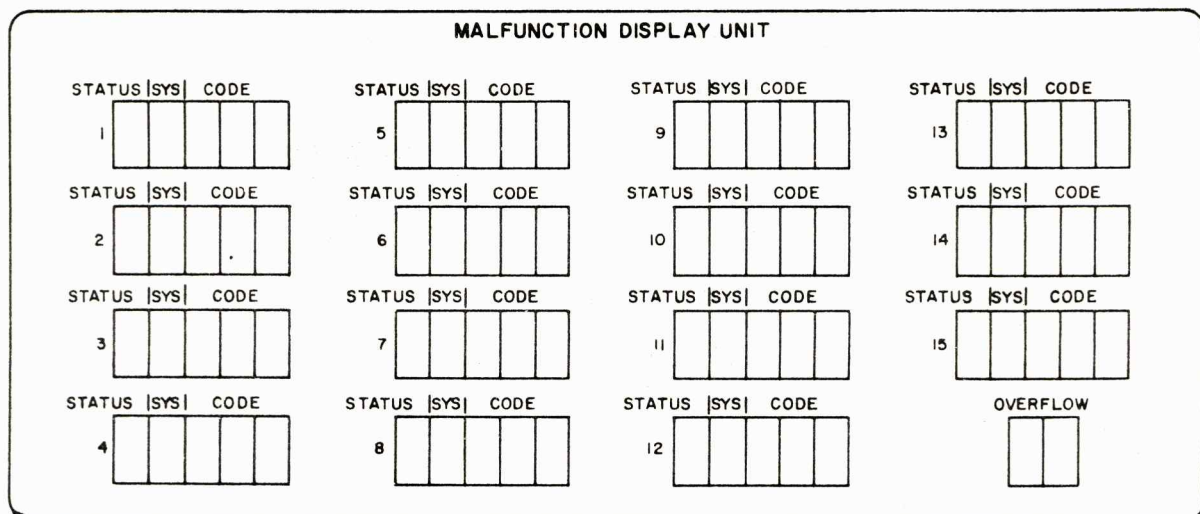 MALFUNCTION DISPLAY UNIT
STATUS |SYS| CODE
1
STATUS |SYS| CODE
2
STATUS |SYS| CODE
3
STATUS |SYS| CODE
4
STATUS |SYS| CODE
5
STATUS |SYS| CODE
6
STATUS |SYS| CODE
7
STATUS |SYS| CODE
8
STATUS |SYS| CODE
9
STATUS |SYS| CODE
10
STATUS |SYS| CODE
11
STATUS |SYS| CODE
12
STATUS |SYS| CODE
13
STATUS |SYS| CODE
14
STATUS |SYS| CODE
15
OVERFLOW